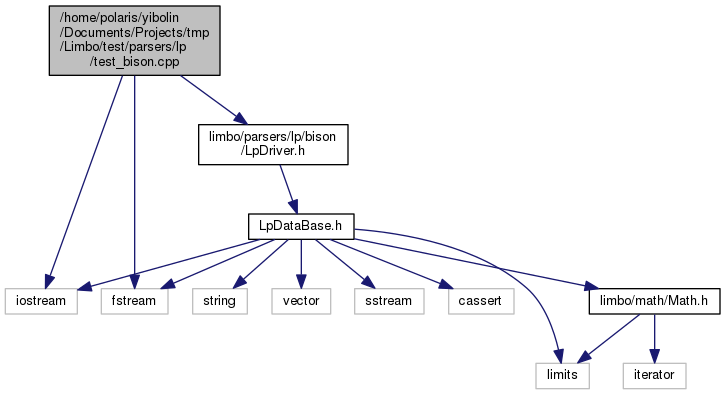 /home/polaris/yibolin
/Documents/Projects/tmp
/Limbo/test/parsers/lp
/test_bison.cpp
limbo/parsers/lp/bison
/LpDriver.h
LpDataBase.h
iostream
fstream
string
vector
sstream
cassert
limbo/math/Math.h
limits
iterator